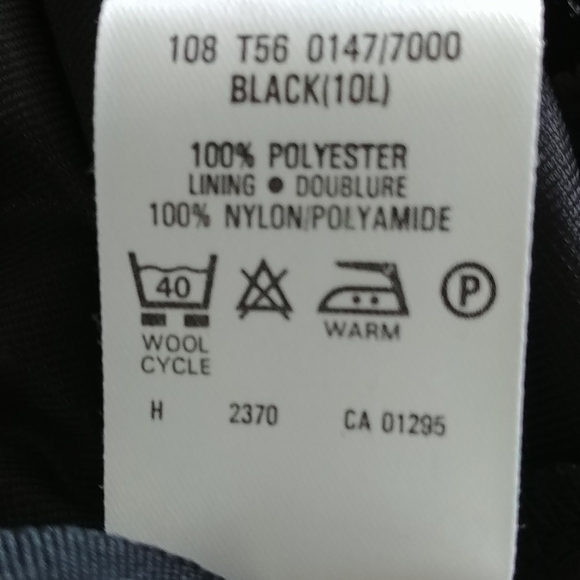 108 T56 0147/7000
BLACK(10L)
100% POLYESTER
LINING ● DOUBLURE
100% NYLON/POLYAMIDE
40 P
WARM
WOOL
CYCLE
H 2370 CA 01295